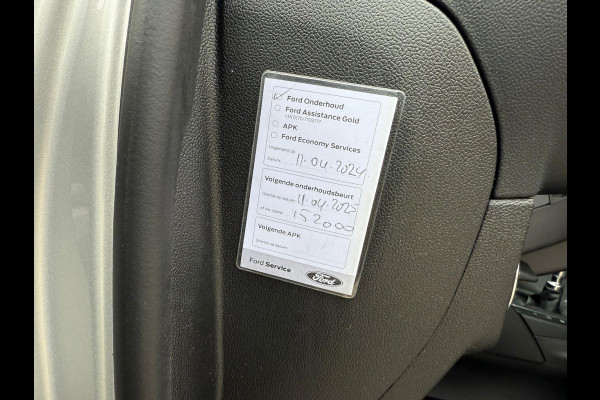 Ford Onderhoud
Ford Assistance Gold
APK
Ford Economy Services
Datum: 11-04-2024
Volgende onderhoudsbeurt
11-04-2025
152000
Volgende APK
Ford Service
Ford